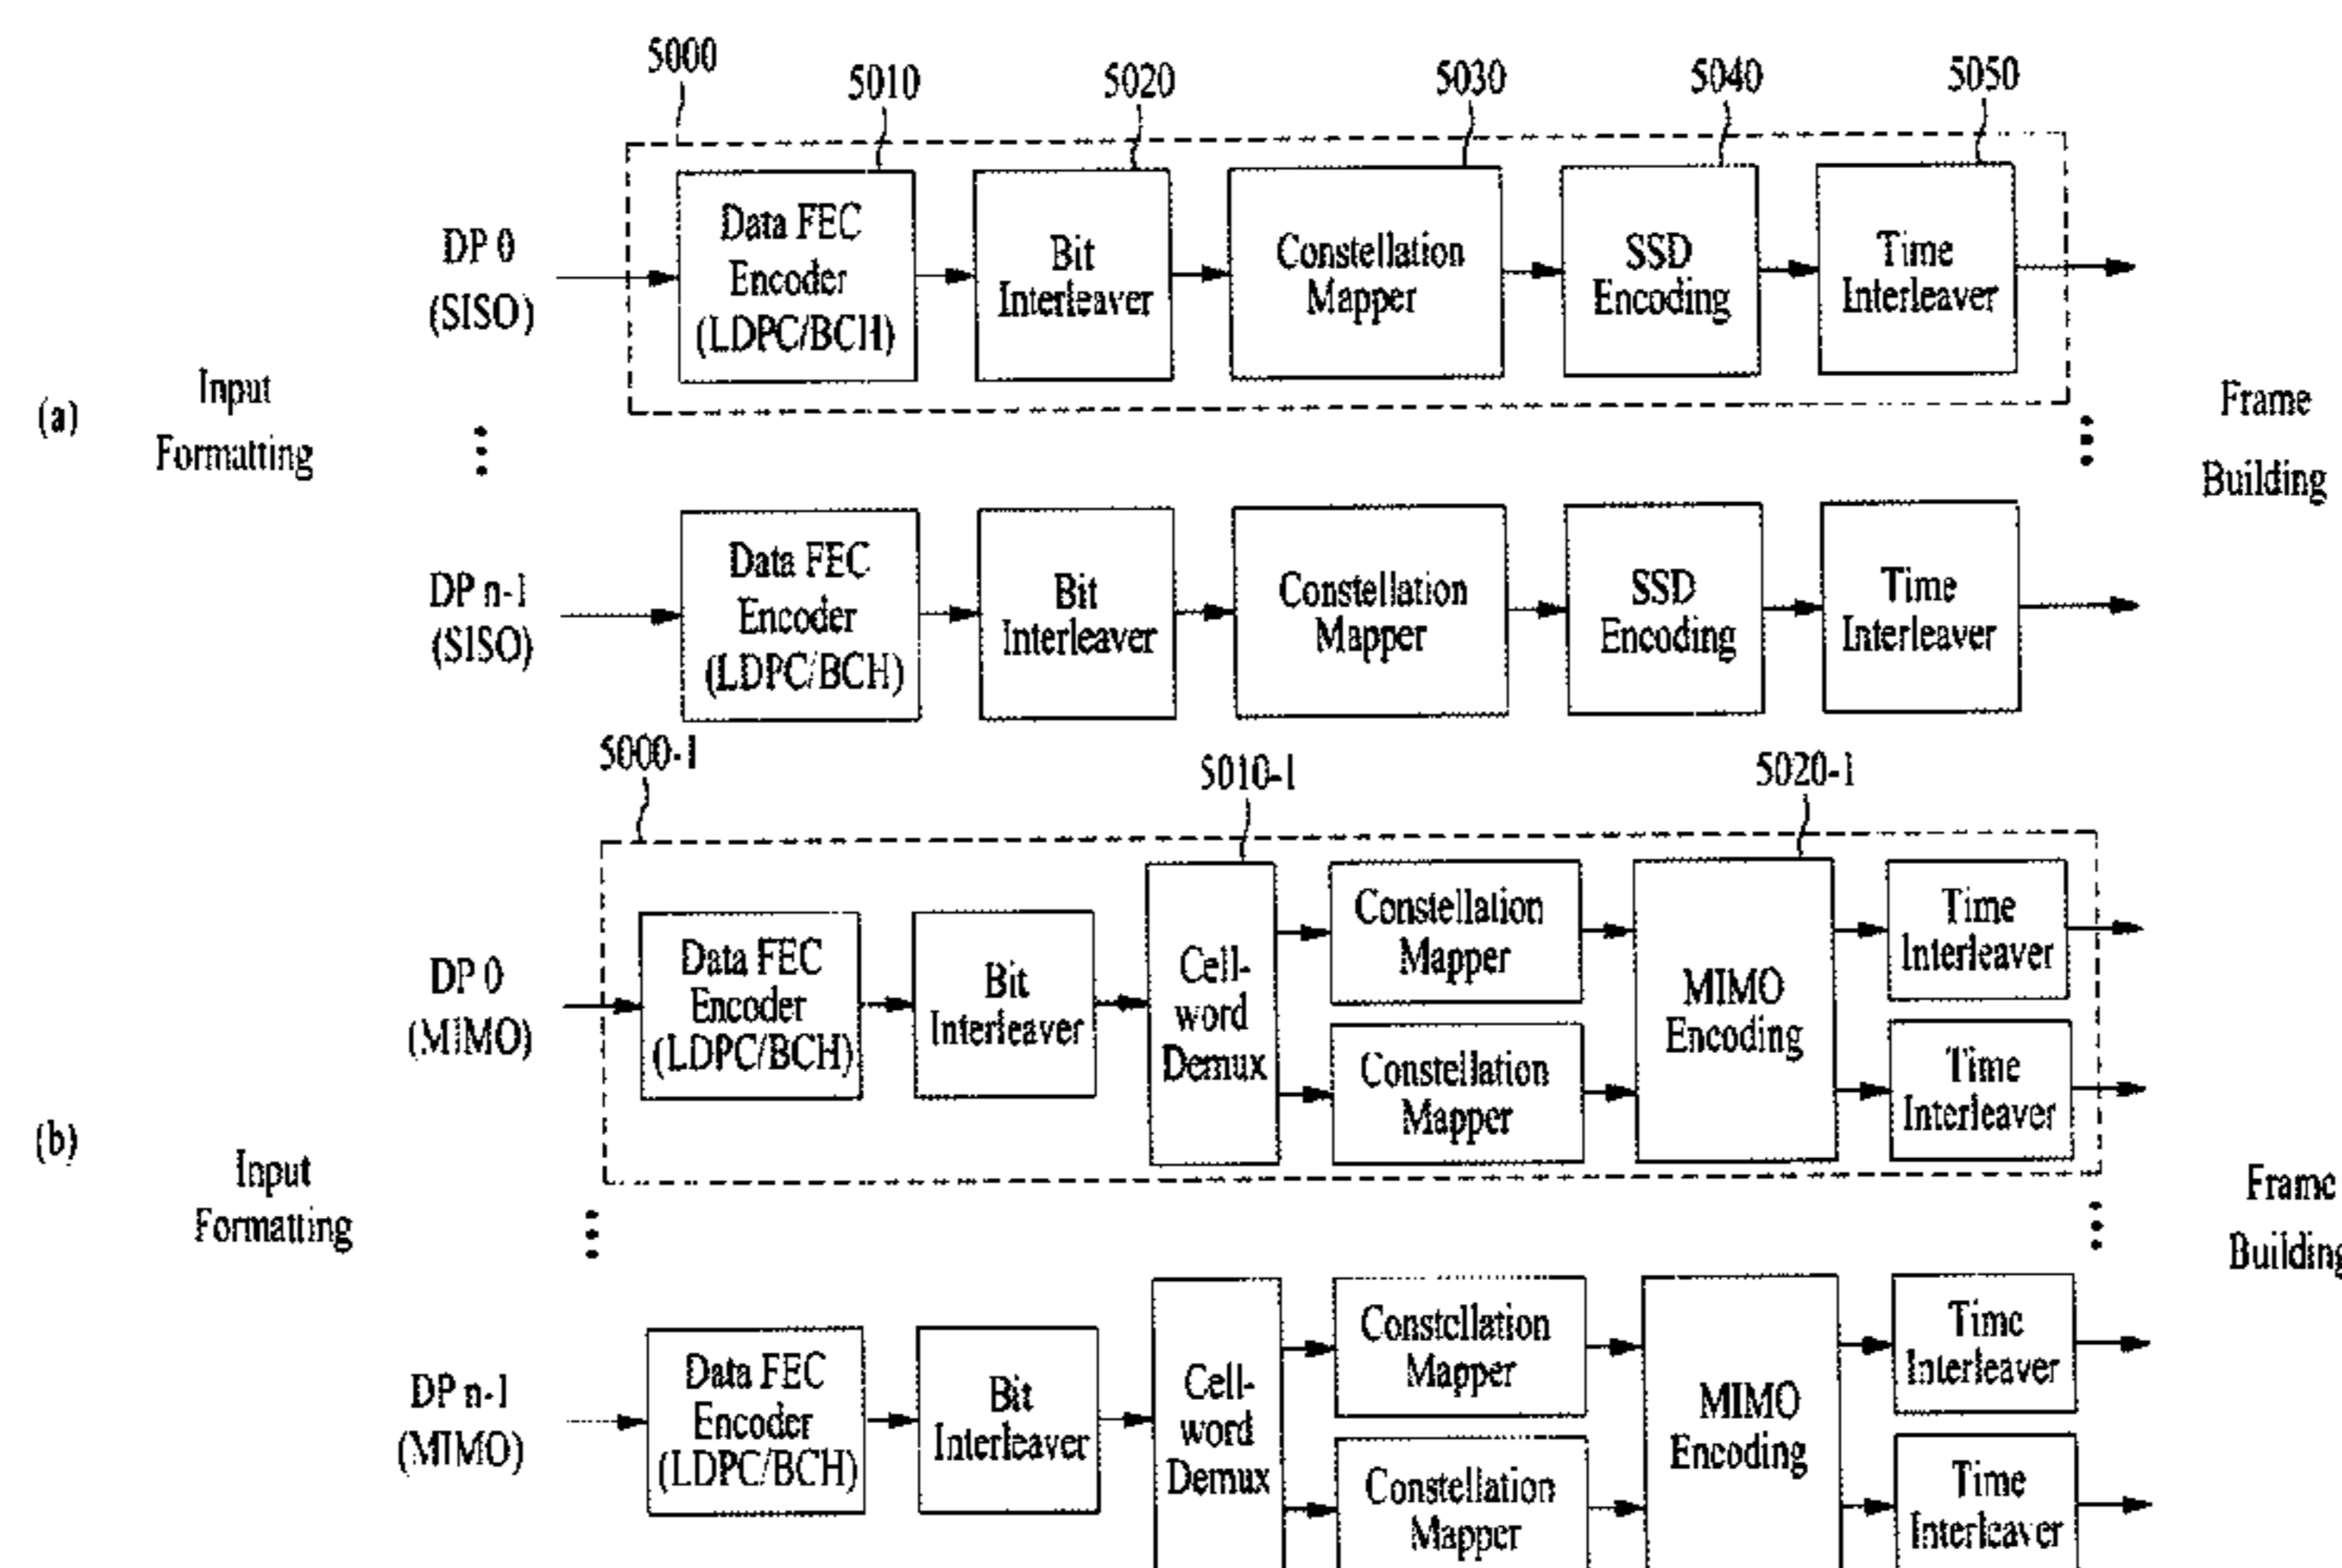 5000
5010
5020
5030
5040
5050
DP 0
(SISO)
Data FEC
Encoder
(LDPC/BCH)
Bit
Interleaver
Constellation
Mapper
SSD
Encoding
Time
Interleaver
(a)
Input
Formatting
Frame
Building
DP n-1
(SISO)
Data FEC
Encoder
(LDPC/BCH)
Bit
Interleaver
Constellation
Mapper
SSD
Encoding
Time
Interleaver
5000-1
5010-1
5020-1
DP 0
(MIMO)
Data FEC
Encoder
(LDPC/BCH)
Bit
Interleaver
Cell-
word
Demux
Constellation
Mapper
Constellation
Mapper
MIMO
Encoding
Time
Interleaver
Time
Interleaver
(b)
Input
Formatting
Frame
Building
DP n-1
(MIMO)
Data FEC
Encoder
(LDPC/BCH)
Bit
Interleaver
Cell-
word
Demux
Constellation
Mapper
Constellation
Mapper
MIMO
Encoding
Time
Interleaver
Time
Interleaver